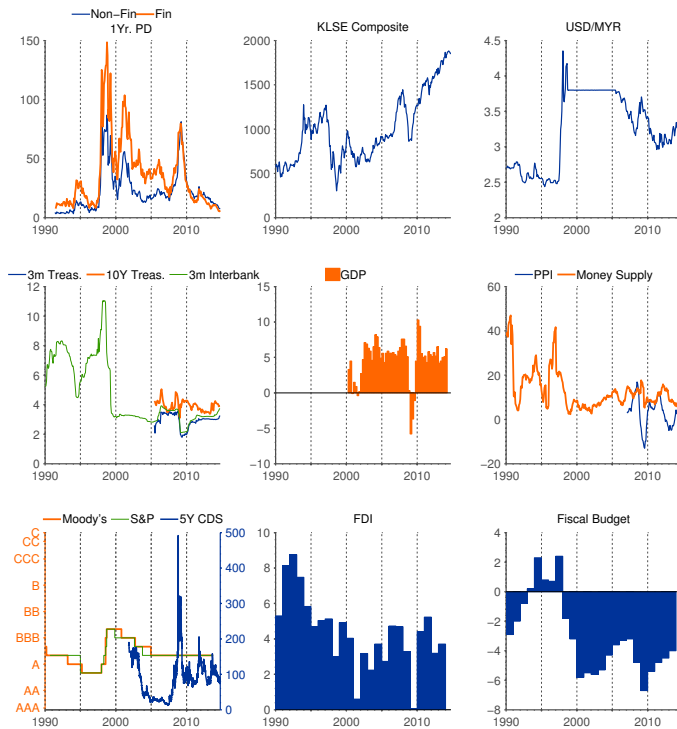 Non−Fin Fin
1Yr. PD
150
100
50
0
1990 2000 2010
KLSE Composite
2000
1500
1000
500
0
1990 2000 2010
USD/MYR
4.5
4
3.5
3
2.5
2
1990 2000 2010
3m Treas. 10Y Treas. 3m Interbank
12
10
8
6
4
2
0
1990 2000 2010
GDP
15
10
5
0
−5
−10
1990 2000 2010
PPI Money Supply
60
40
20
0
−20
1990 2000 2010
Moody's S&P 5Y CDS
C
CC
CCC
B
BB
BBB
A
AA
AAA
500
400
300
200
100
0
1990 2000 2010
FDI
10
8
6
4
2
0
1990 2000 2010
Fiscal Budget
4
2
0
−2
−4
−6
−8
1990 2000 2010